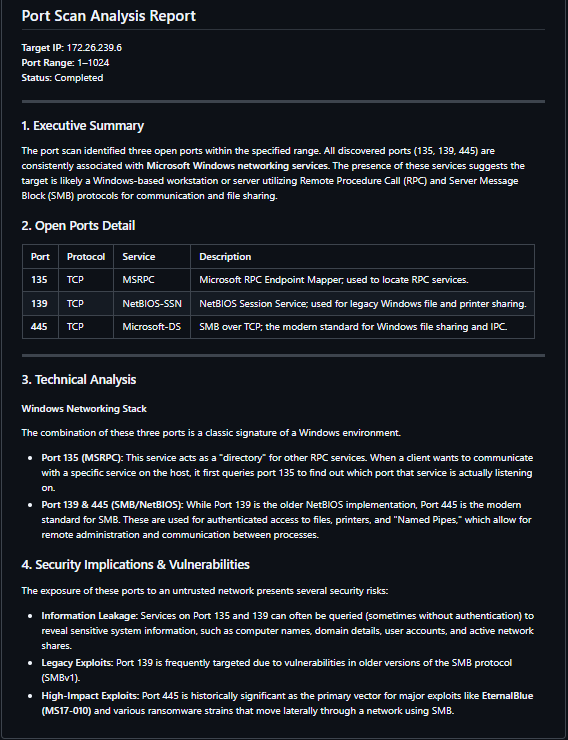 Port Scan Analysis Report
Target IP: 172.26.239.6
Port Range: 1–1024
Status: Completed
1. Executive Summary
The port scan identified three open ports within the specified range. All discovered ports (135, 139, 445) are
consistently associated with Microsoft Windows networking services. The presence of these services suggests the
target is likely a Windows-based workstation or server utilizing Remote Procedure Call (RPC) and Server Message
Block (SMB) protocols for communication and file sharing.
2. Open Ports Detail
Port Protocol Service Description
135 TCP MSRPC Microsoft RPC Endpoint Mapper; used to locate RPC services.
139 TCP NetBIOS-SSN NetBIOS Session Service; used for legacy Windows file and printer sharing.
445 TCP Microsoft-DS SMB over TCP; the modern standard for Windows file sharing and IPC.
3. Technical Analysis
Windows Networking Stack
The combination of these three ports is a classic signature of a Windows environment.
• Port 135 (MSRPC): This service acts as a "directory" for other RPC services. When a client wants to communicate
with a specific service on the host, it first queries port 135 to find out which port that service is actually listening
on.
• Port 139 & 445 (SMB/NetBIOS): While Port 139 is the older NetBIOS implementation, Port 445 is the modern
standard for SMB. These are used for authenticated access to files, printers, and "Named Pipes," which allow for
remote administration and communication between processes.
4. Security Implications & Vulnerabilities
The exposure of these ports to an untrusted network presents several security risks:
• Information Leakage: Services on Port 135 and 139 can often be queried (sometimes without authentication) to
reveal sensitive system information, such as computer names, domain details, user accounts, and active network
shares.
• Legacy Exploits: Port 139 is frequently targeted due to vulnerabilities in older versions of the SMB protocol
(SMBv1).
• High-Impact Exploits: Port 445 is historically significant as the primary vector for major exploits like EternalBlue
(MS17-010) and various ransomware strains that move laterally through a network using SMB.